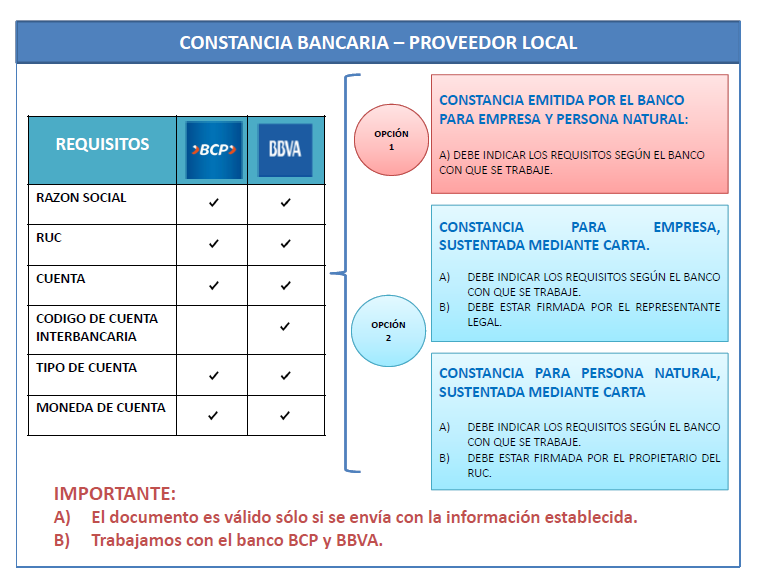 CONSTANCIA BANCARIA – PROVEEDOR LOCAL
REQUISITOS
BCP
BBVA
RAZON SOCIAL ✓ ✓
RUC ✓ ✓
CUENTA ✓ ✓
CODIGO DE CUENTA
INTERBANCARIA ✓
TIPO DE CUENTA ✓ ✓
MONEDA DE CUENTA ✓ ✓
OPCIÓN
1
CONSTANCIA EMITIDA POR EL BANCO
PARA EMPRESA Y PERSONA NATURAL:
A) DEBE INDICAR LOS REQUISITOS SEGÚN EL BANCO
CON QUE SE TRABAJE.
OPCIÓN
2
CONSTANCIA PARA EMPRESA,
SUSTENTADA MEDIANTE CARTA.
A) DEBE INDICAR LOS REQUISITOS SEGÚN EL BANCO
CON QUE SE TRABAJE.
B) DEBE ESTAR FIRMADA POR EL REPRESENTANTE
LEGAL.
CONSTANCIA PARA PERSONA NATURAL,
SUSTENTADA MEDIANTE CARTA
A) DEBE INDICAR LOS REQUISITOS SEGÚN EL BANCO
CON QUE SE TRABAJE.
B) DEBE ESTAR FIRMADA POR EL PROPIETARIO DEL
RUC.
IMPORTANTE:
A) El documento es válido sólo si se envía con la información establecida.
B) Trabajamos con el banco BCP y BBVA.